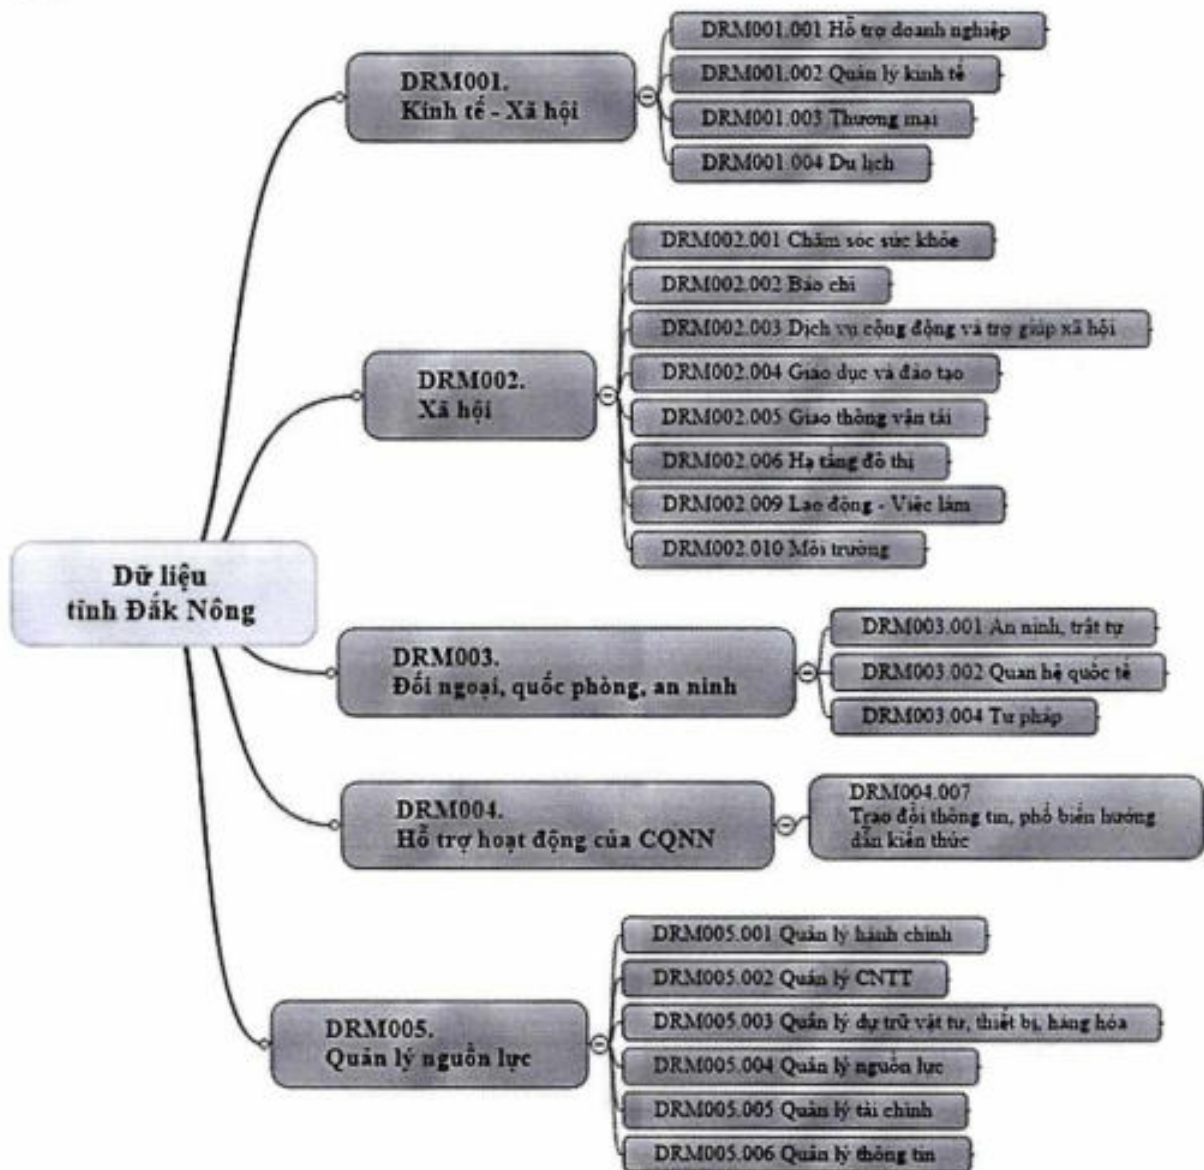 Dữ liệu
tỉnh Đắk Nông
DRM001.
Kinh tế - Xã hội
DRM001.001 Hỗ trợ doanh nghiệp
DRM001.002 Quản lý kinh tế
DRM001.003 Thương mại
DRM001.004 Du lịch
DRM002.
Xã hội
DRM002.001 Chăm sóc sức khỏe
DRM002.002 Báo chí
DRM002.003 Dịch vụ cộng động và trợ giúp xã hội
DRM002.004 Giáo dục và đào tạo
DRM002.005 Giao thông vận tải
DRM002.006 Hạ tầng đô thị
DRM002.009 Lao động - Việc làm
DRM002.010 Môi trường
DRM003.
Đối ngoại, quốc phòng, an ninh
DRM003.001 An ninh, trật tự
DRM003.002 Quan hệ quốc tế
DRM003.004 Tư pháp
DRM004.
Hỗ trợ hoạt động của CQNN
DRM004.007
Trao đổi thông tin, phổ biến hướng
dẫn kiến thức
DRM005.
Quản lý nguồn lực
DRM005.001 Quản lý hành chính
DRM005.002 Quản lý CNTT
DRM005.003 Quản lý dự trữ vật tư, thiết bị, hàng hóa
DRM005.004 Quản lý nguồn lực
DRM005.005 Quản lý tài chính
DRM005.006 Quản lý thông tin